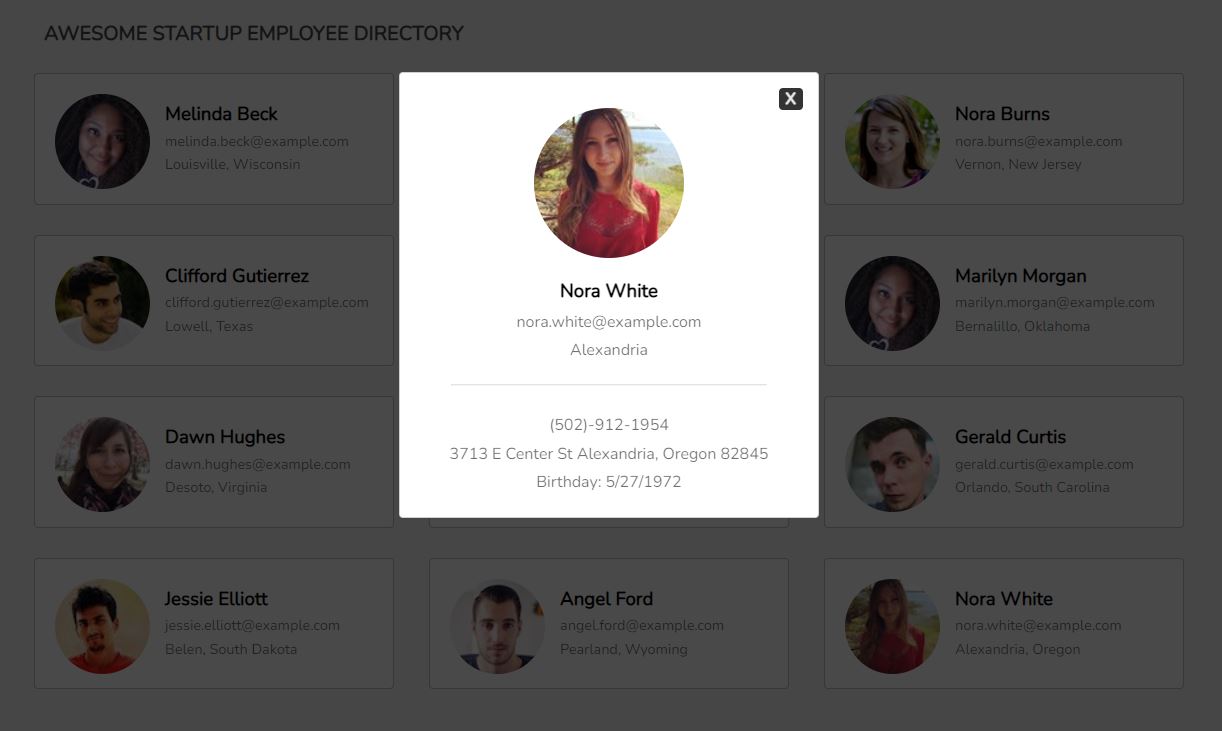 AWESOME STARTUP EMPLOYEE DIRECTORY
Melinda Beck
melinda.beck@example.com
Louisville, Wisconsin
X
Nora White
nora.white@example.com
Alexandria
(502)-912-1954
3713 E Center St Alexandria, Oregon 82845
Birthday: 5/27/1972
Nora Burns
nora.burns@example.com
Vernon, New Jersey
Clifford Gutierrez
clifford.gutierrez@example.com
Lowell, Texas
Marilyn Morgan
marilyn.morgan@example.com
Bernalillo, Oklahoma
Dawn Hughes
dawn.hughes@example.com
Desoto, Virginia
Gerald Curtis
gerald.curtis@example.com
Orlando, South Carolina
Jessie Elliott
jessie.elliott@example.com
Belen, South Dakota
Angel Ford
angel.ford@example.com
Pearland, Wyoming
Nora White
nora.white@example.com
Alexandria, Oregon